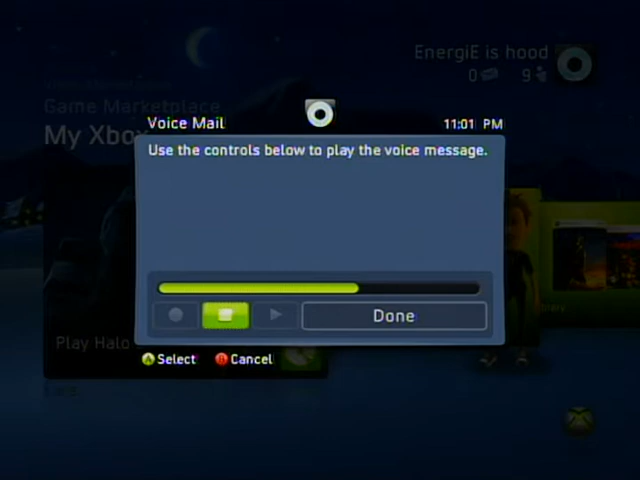 EnergiE is hood
0 9
Game Marketplace
My Xbox
Voice Mail
11:01 PM
Use the controls below to play the voice message.
Done
Play Halo
A Select B Cancel